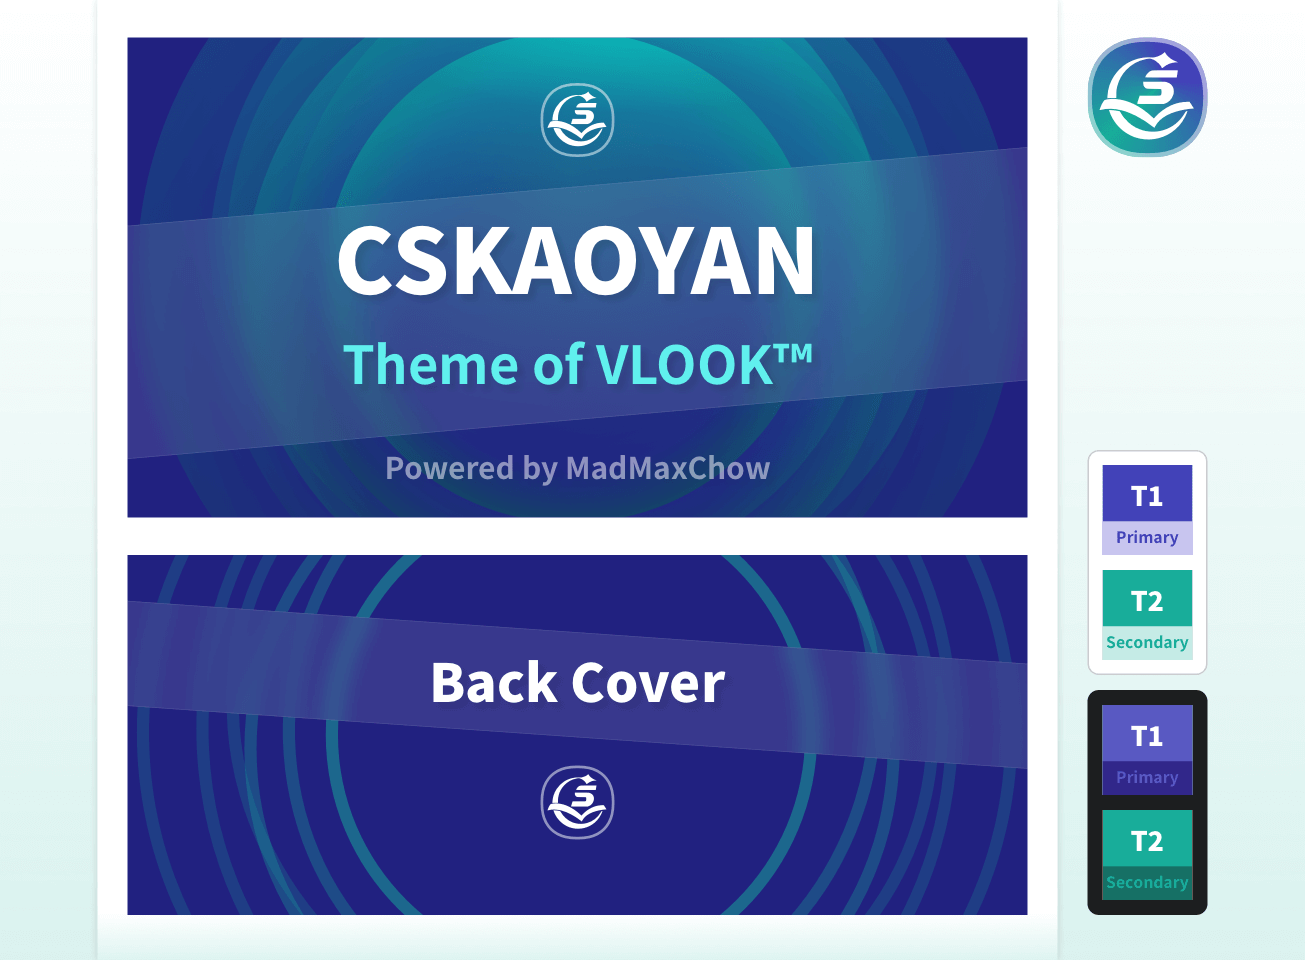 CSKAOYAN
Theme of VLOOK™
Powered by MadMaxChow
Back Cover
T1
Primary
T2
Secondary
T1
Primary
T2
Secondary